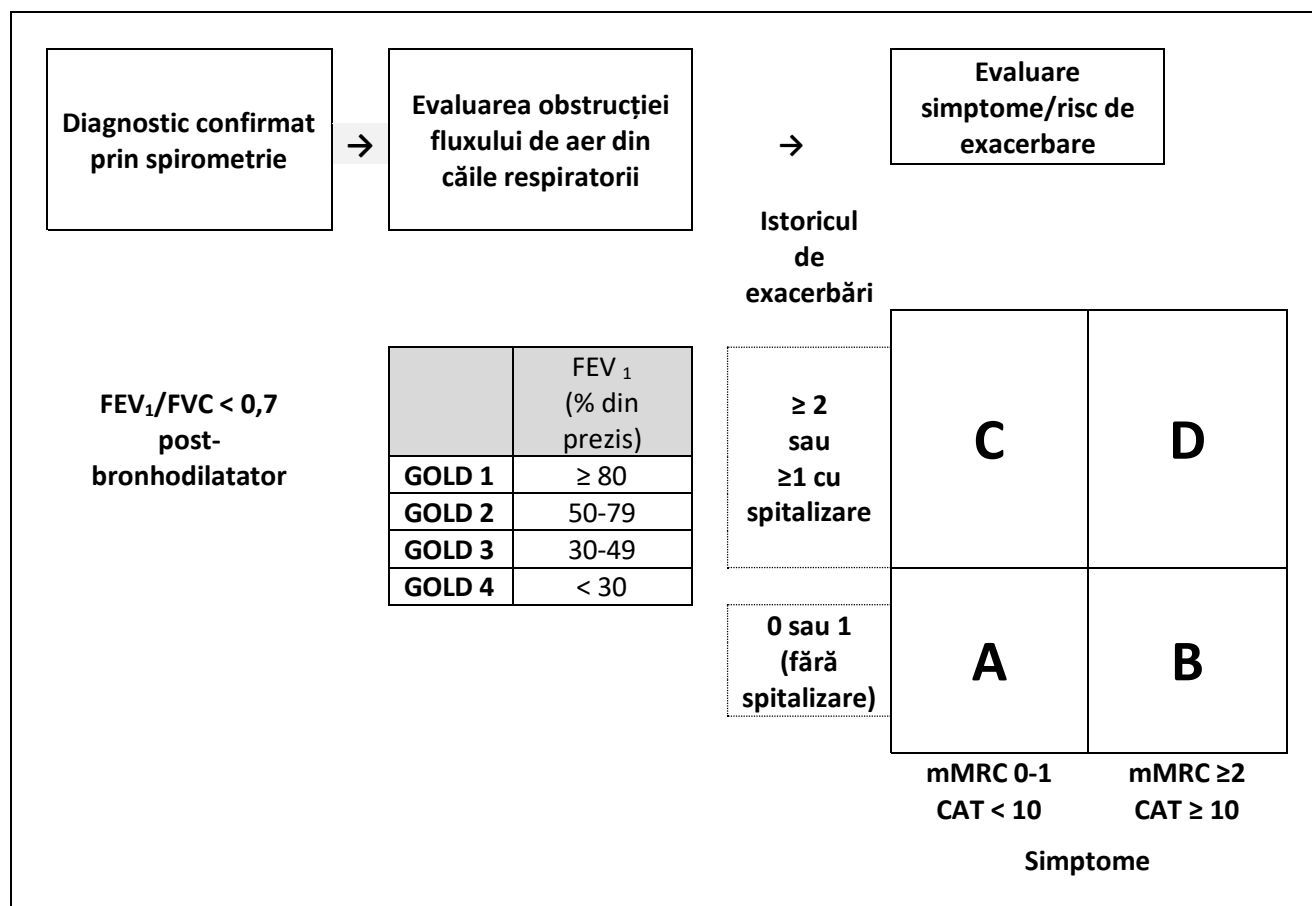 Diagnostic confirmat
prin spirometrie
→
Evaluarea obstrucției
fluxului de aer din
căile respiratorii
→
Evaluare
simptome/risc de
exacerbare
Istoricul
de
exacerbări
FEV₁/FVC < 0,7
post-
bronhodilatator
FEV ₁
(% din
prezis)
GOLD 1 ≥ 80
GOLD 2 50-79
GOLD 3 30-49
GOLD 4 < 30
≥ 2
sau
≥1 cu
spitalizare
C D
0 sau 1
(fără
spitalizare)
A B
mMRC 0-1 mMRC ≥2
CAT < 10 CAT ≥ 10
Simptome